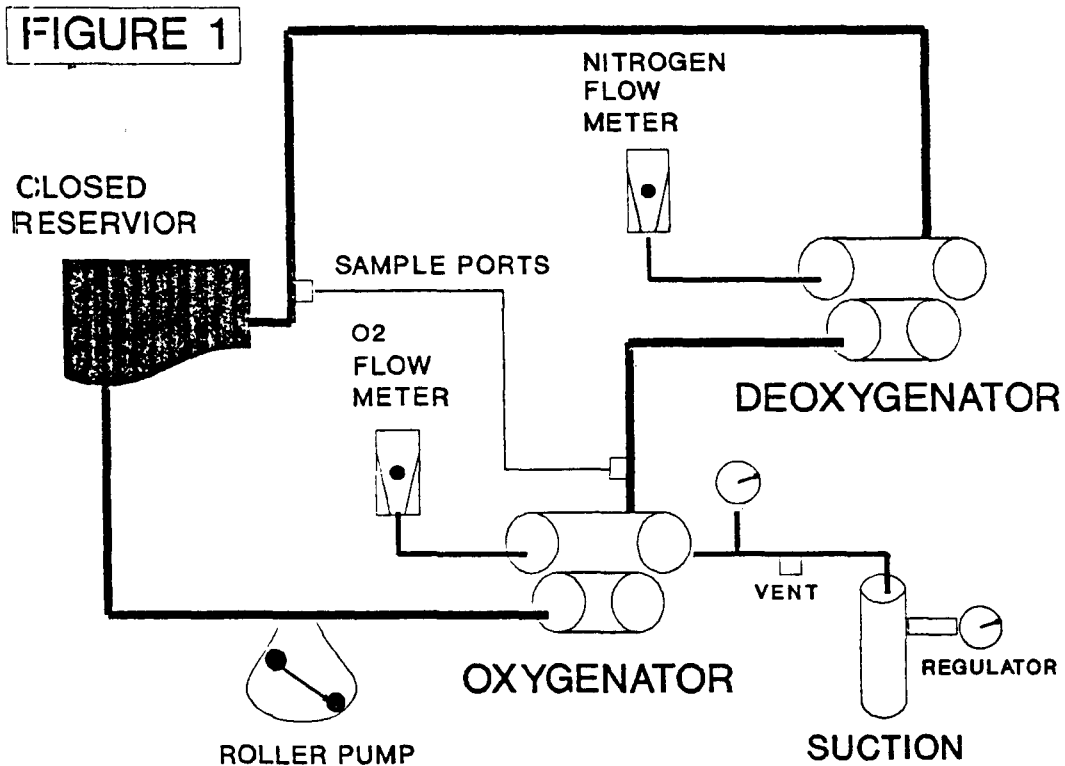 FIGURE 1
NITROGEN
FLOW
METER
CLOSED
RESERVIOR
SAMPLE PORTS
O2
FLOW
METER
DEOXYGENATOR
VENT
REGULATOR
OXYGENATOR
ROLLER PUMP
SUCTION